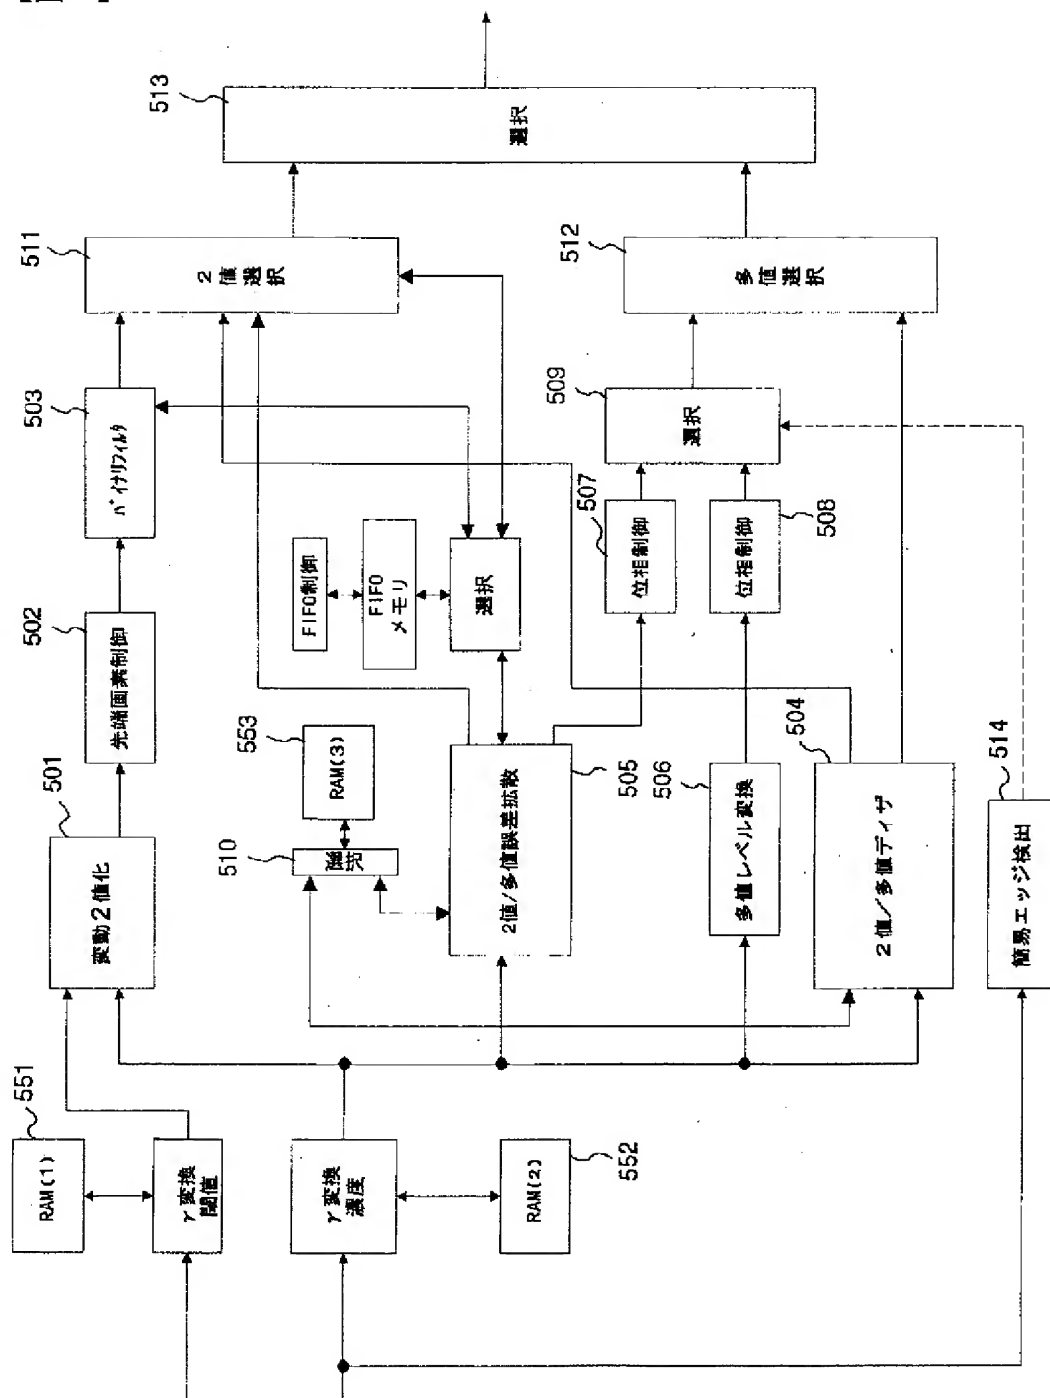 513
選択
511
2値選択
512
多値選択
503
バイナリフィルタ
509
選択
507
位相制御
508
位相制御
502
先端画素制御
FIFO制御
FIFO
メモリ
選択
501
変動2値化
553
RAM(3)
510
選択
505
2値/多値誤差拡散
506
多値レベル変換
504
2値/多値ディザ
514
簡易エッジ検出
551
RAM(1)
γ変換
閾値
γ変換
濃度
552
RAM(2)